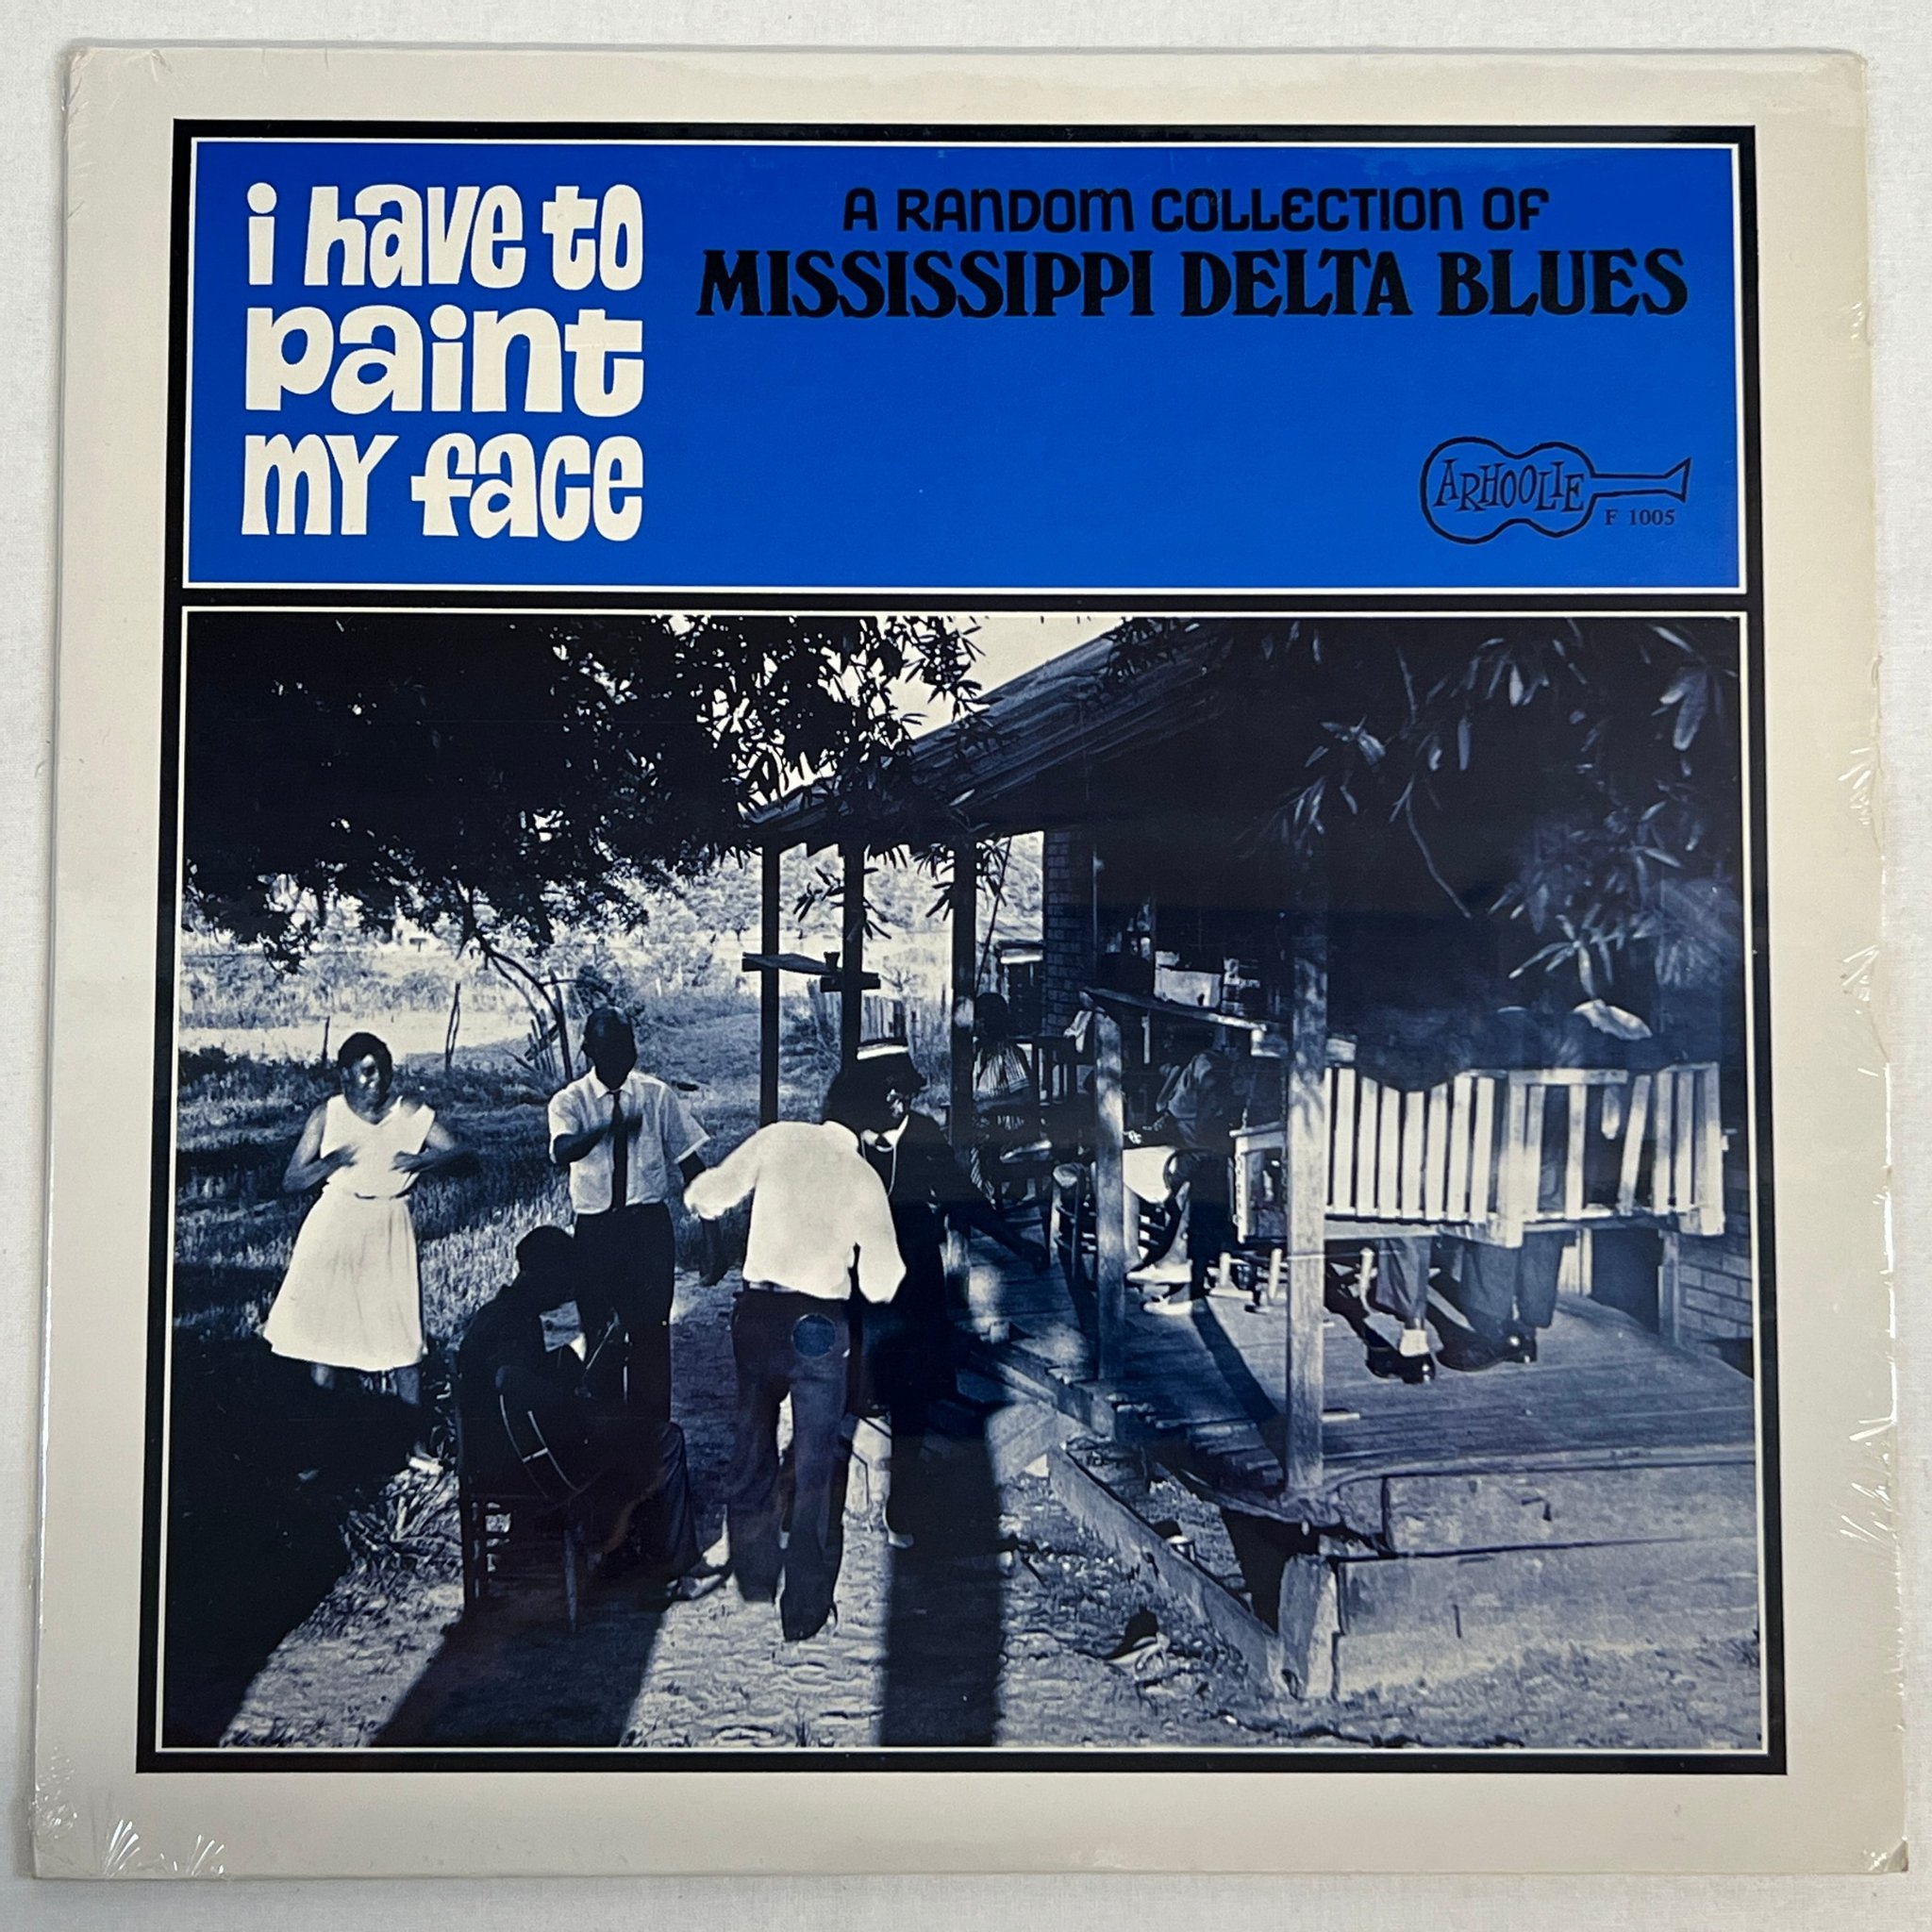 i have to
paint
my face
A RANDOM COLLECTION OF
MISSISSIPPI DELTA BLUES
ARHOOLIE
F 1005